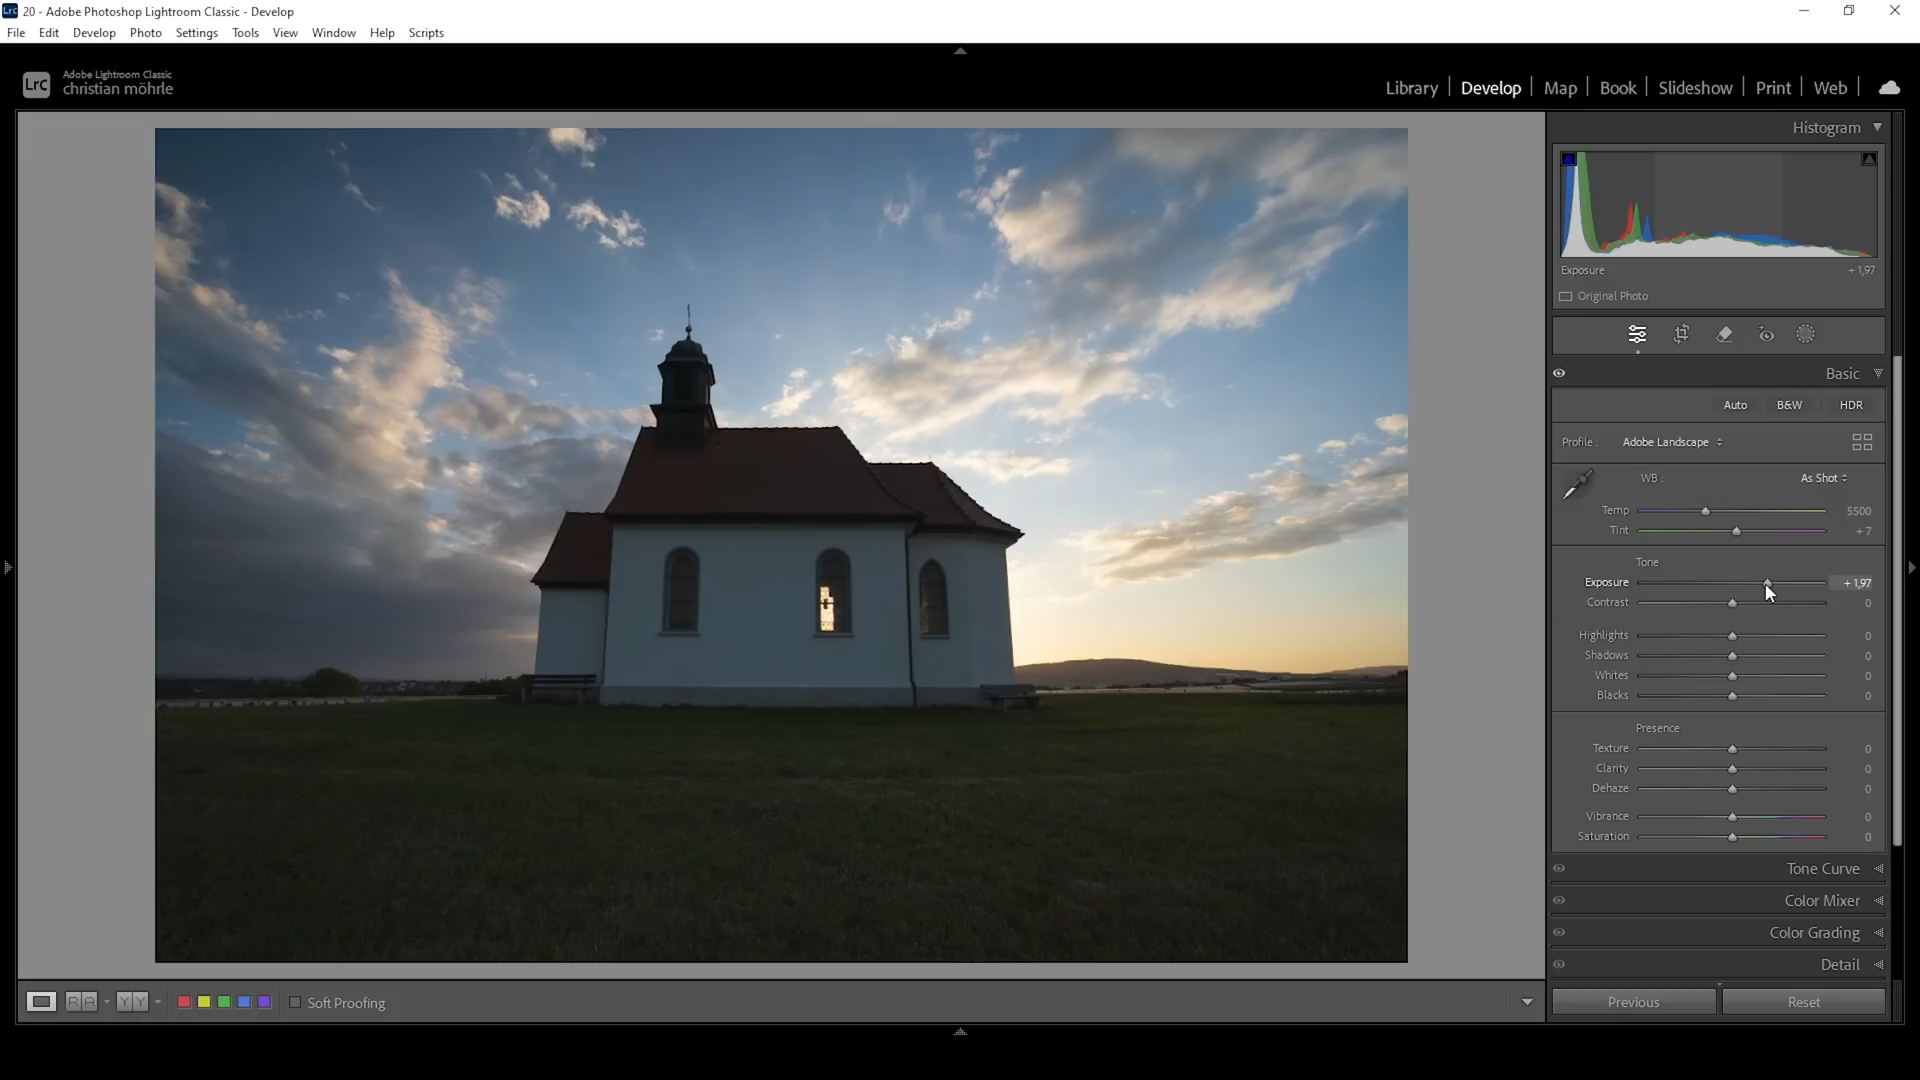 20 - Adobe Photoshop Lightroom Classic - Develop
File Edit Develop Photo Settings Tools View Window Help Scripts
LrC
Adobe Lightroom Classic
christian möhrle
Library | Develop | Map | Book | Slideshow | Print | Web |
Histogram
Exposure + 1,97
Original Photo
Basic
Auto B&W HDR
Profile : Adobe Landscape
WB : As Shot
Temp 5500
Tint + 7
Tone
Exposure + 1,97
Contrast 0
Highlights 0
Shadows 0
Whites 0
Blacks 0
Presence
Texture 0
Clarity 0
Dehaze 0
Vibrance 0
Saturation 0
Tone Curve
Color Mixer
Color Grading
Detail
R A Y Y Soft Proofing
Previous Reset